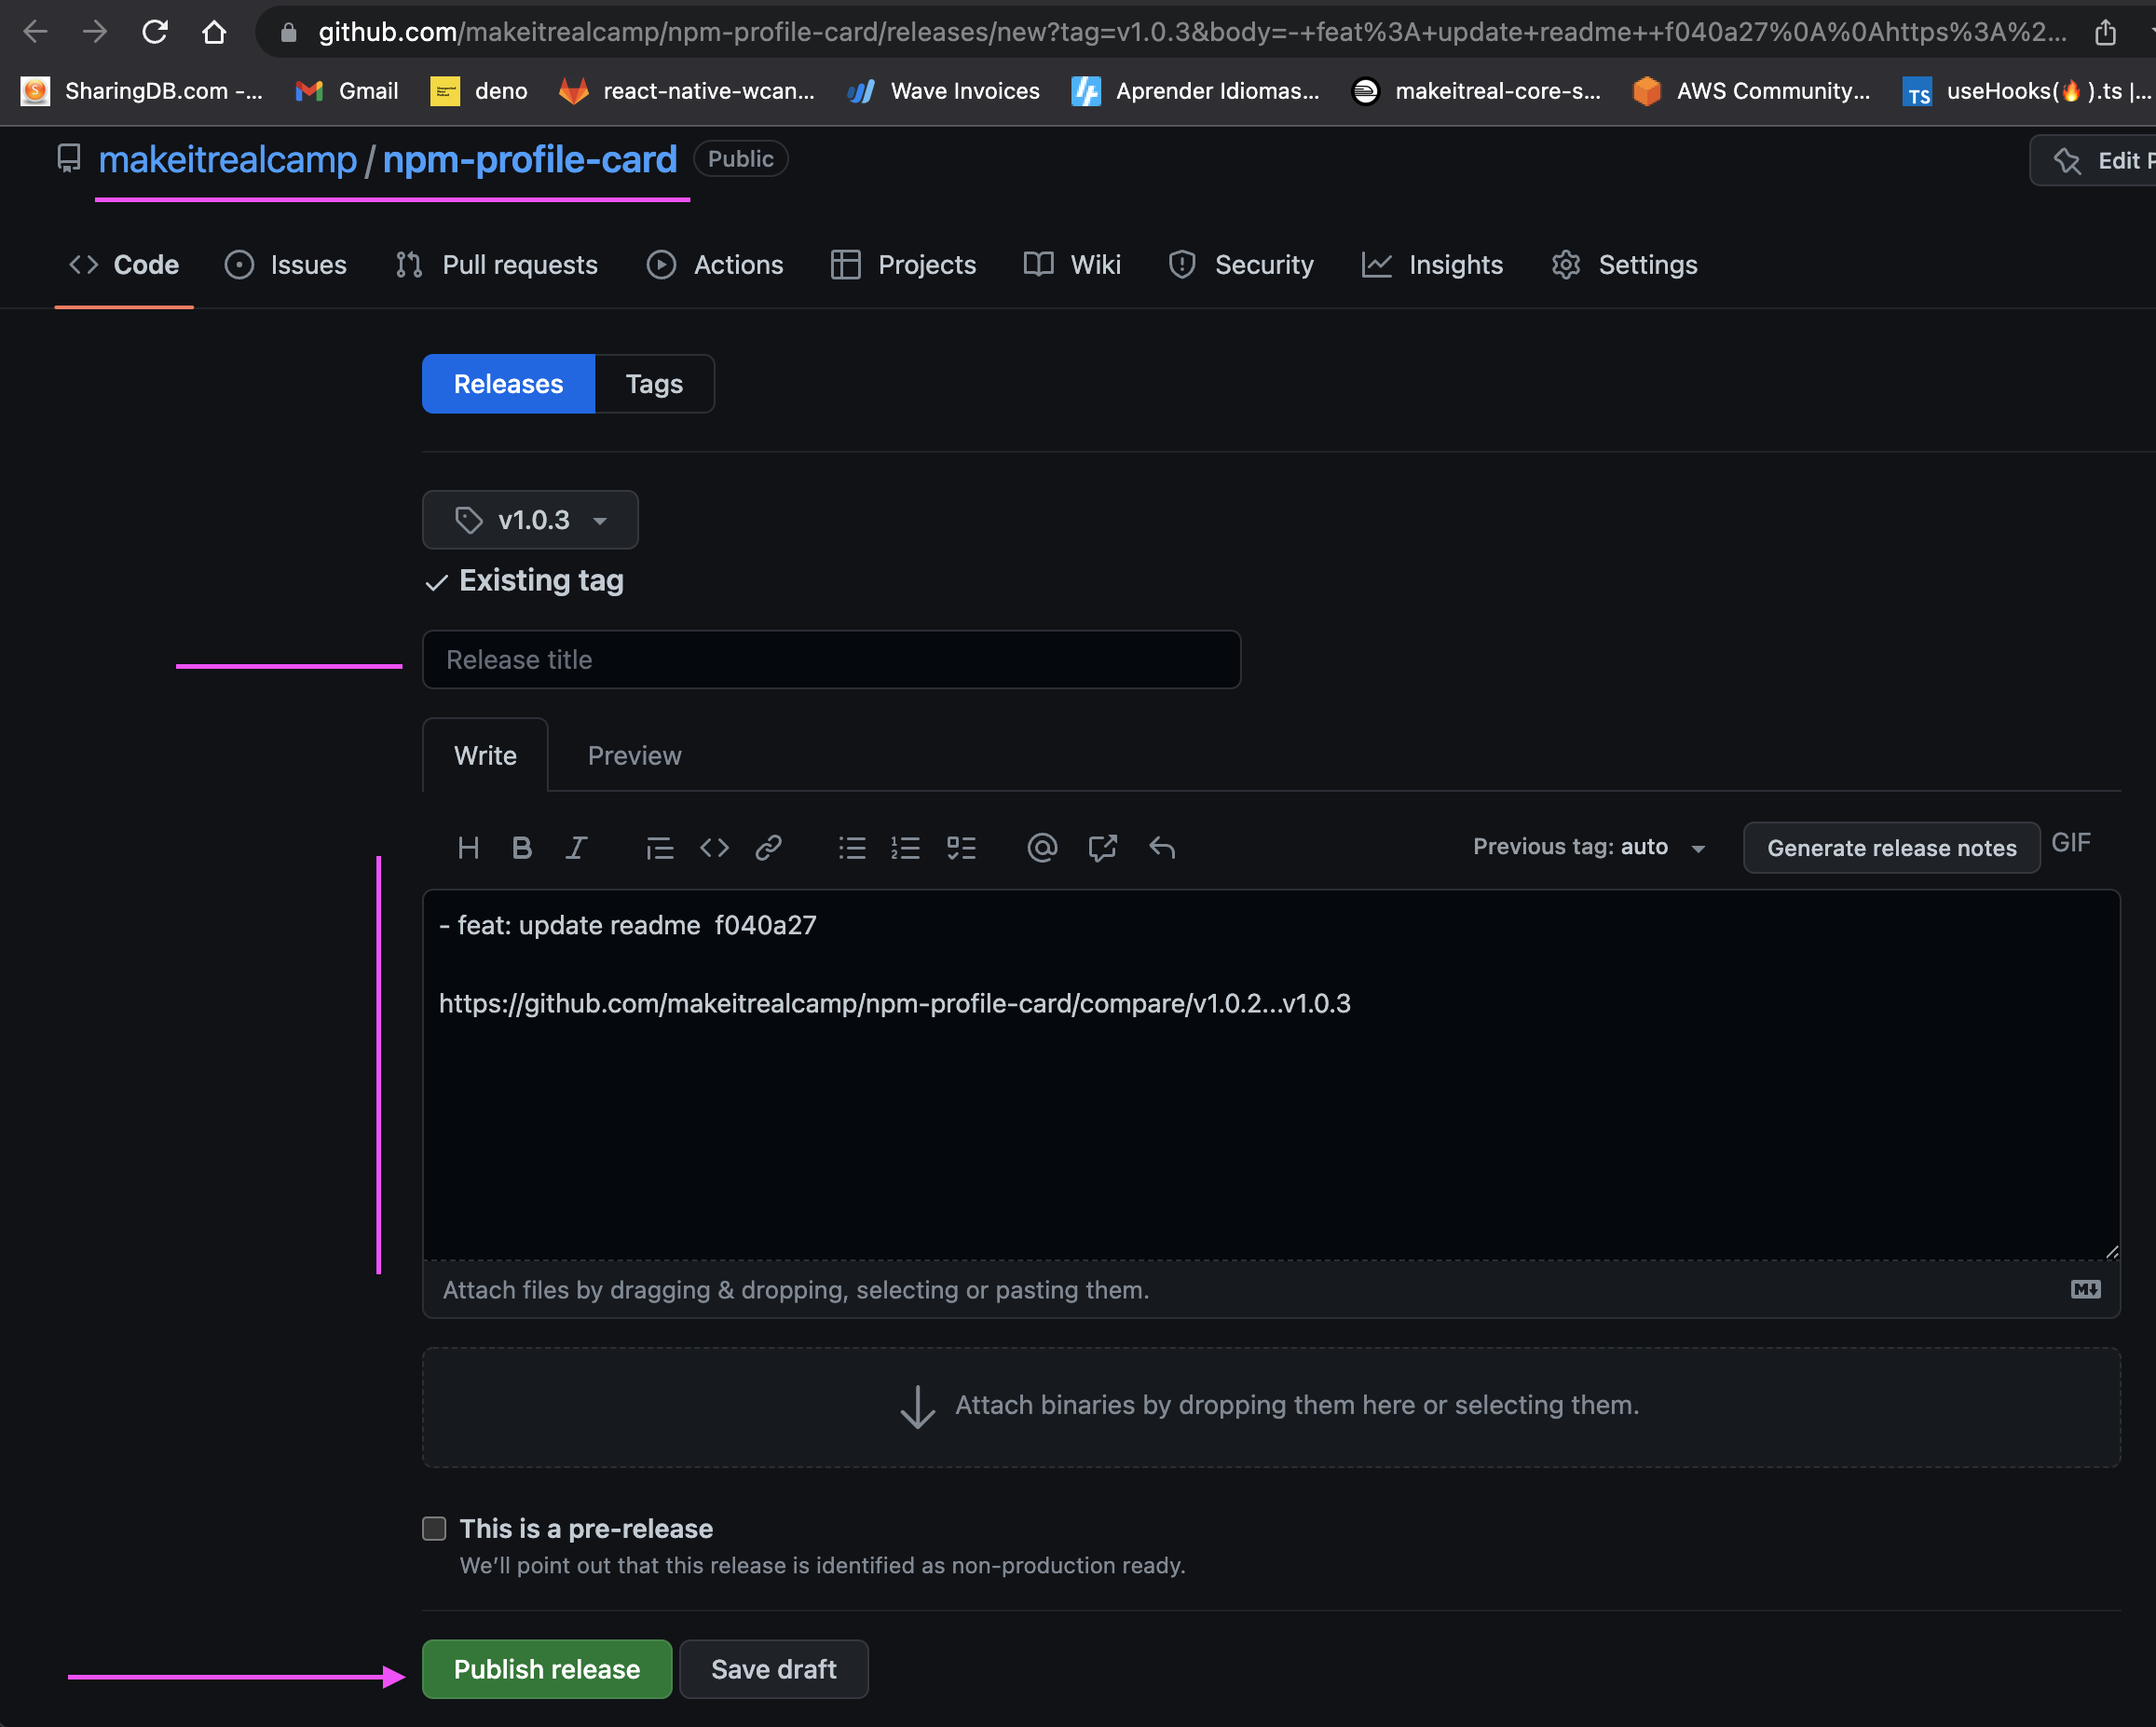 github.com/makeitrealcamp/npm-profile-card/releases/new?tag=v1.0.3&body=-+feat%3A+update+readme++f040a27%0A%0Ahttps%3A%2...
SharingDB.com -... Gmail deno react-native-wcan... Wave Invoices Aprender Idiomas... makeitreal-core-s... AWS Community... TS useHooks(🔥).ts |...
makeitrealcamp / npm-profile-card Public Edit P
Code Issues Pull requests Actions Projects Wiki Security Insights Settings
Releases Tags
v1.0.3
Existing tag
Release title
Write Preview
H B I Previous tag: auto Generate release notes GIF
- feat: update readme  f040a27
https://github.com/makeitrealcamp/npm-profile-card/compare/v1.0.2...v1.0.3
Attach files by dragging & dropping, selecting or pasting them.
Attach binaries by dropping them here or selecting them.
This is a pre-release
We’ll point out that this release is identified as non-production ready.
Publish release Save draft